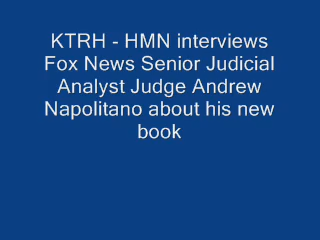 KTRH - HMN interviews
Fox News Senior Judicial
Analyst Judge Andrew
Napolitano about his new
book